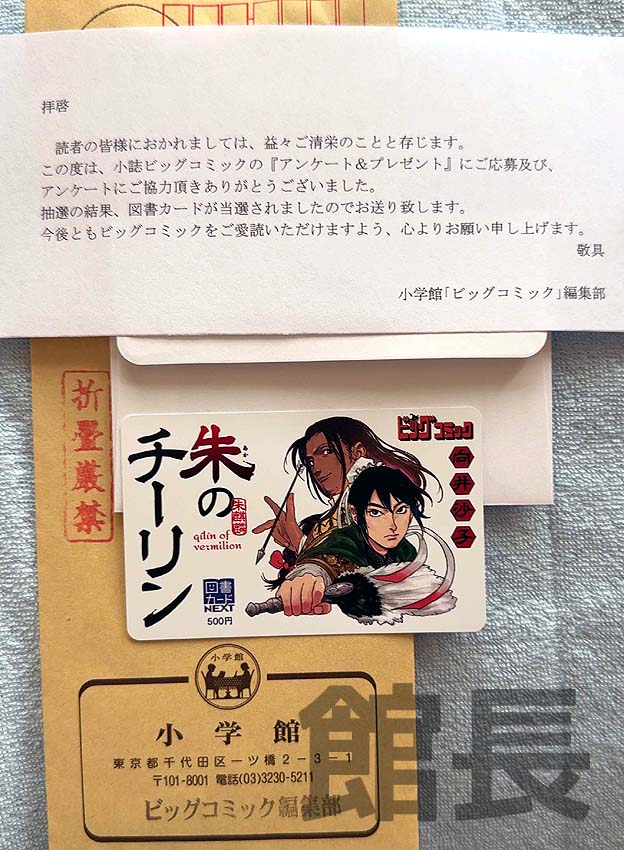 拝啓
読者の皆様におかれましては、益々ご清栄のことと存じます。
この度は、小誌ビッグコミックの『アンケート＆プレゼント』にご応募及び、
アンケートにご協力頂きありがとうございました。
抽選の結果、図書カードが当選されましたのでお送り致します。
今後ともビッグコミックをご愛読いただけますよう、心よりお願い申し上げます。
敬具
小学館「ビッグコミック」編集部
折畳厳禁
ビッグコミック
白井沙子
朱の
あか
チーリン
qilin of
vermilion
図書
カード
NEXT
500円
小学館
小学館
東京都千代田区一ツ橋2-3-1
〒101-8001 電話(03)3230-5211
ビッグコミック編集部
館長